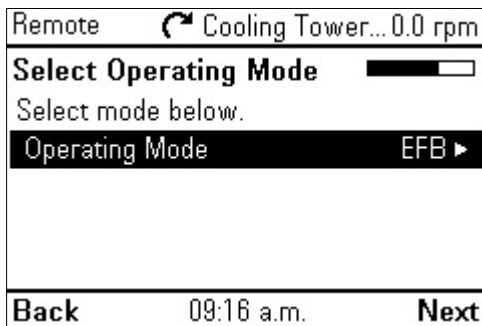 Remote Cooling Tower... 0.0 rpm
Select Operating Mode
Select mode below.
Operating Mode EFB
Back 09:16 a.m. Next